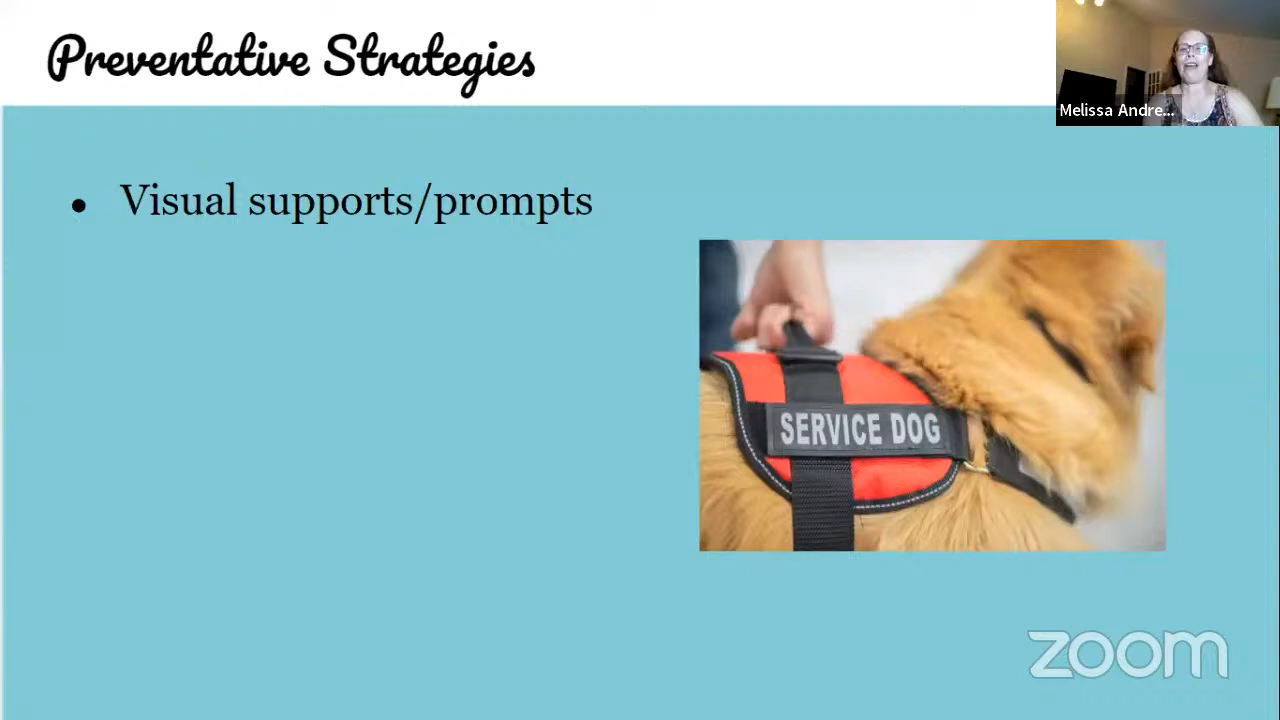 Preventative Strategies
Melissa Andre...
• Visual supports/prompts
SERVICE DOG
zoom